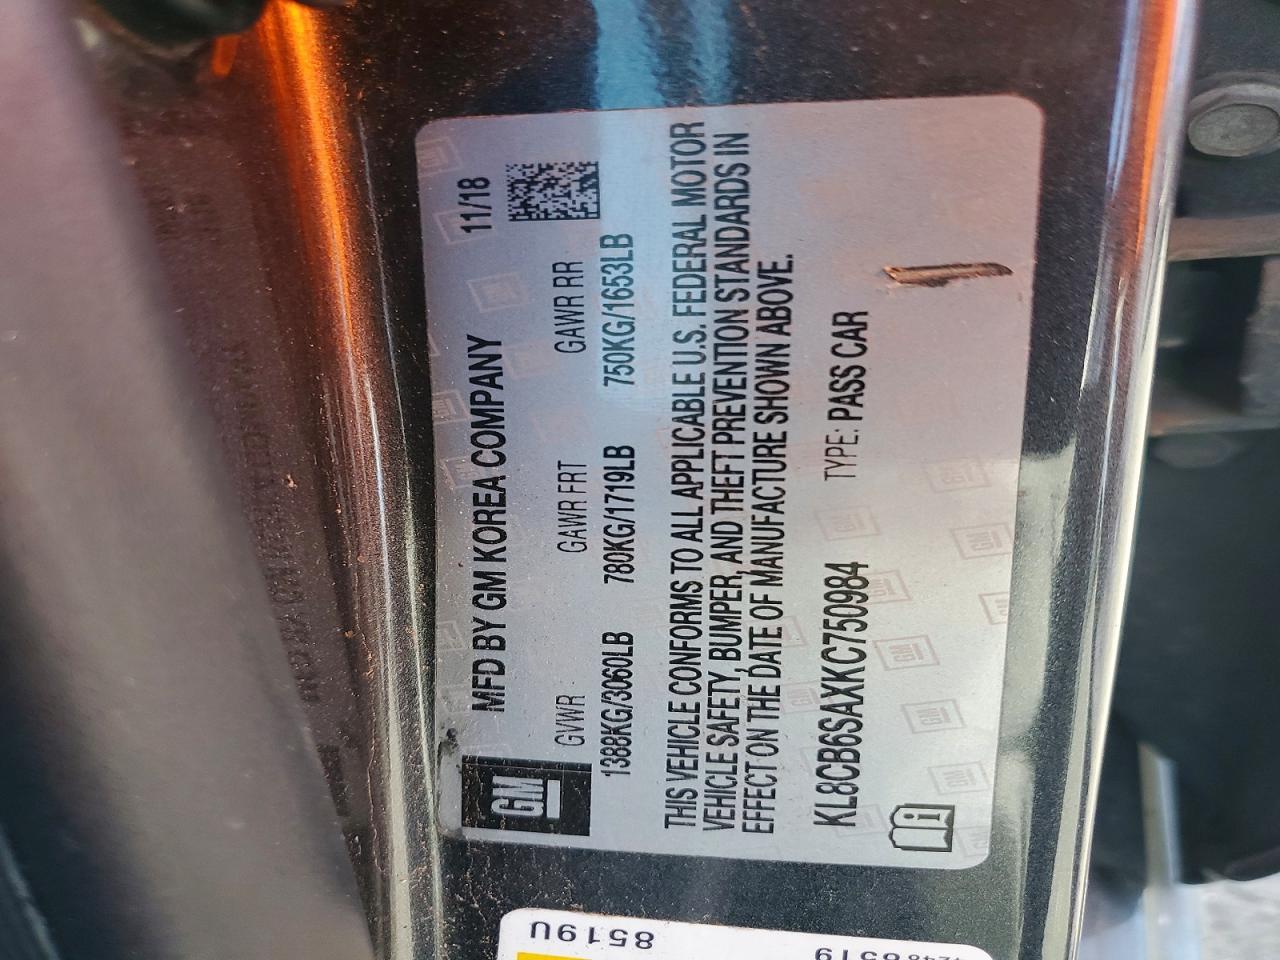 GM
MFD BY GM KOREA COMPANY 11/18
GVWR GAWR FRT GAWR RR
1388KG/3060LB 780KG/1719LB 750KG/1653LB
THIS VEHICLE CONFORMS TO ALL APPLICABLE U.S. FEDERAL MOTOR
VEHICLE SAFETY, BUMPER, AND THEFT PREVENTION STANDARDS IN
EFFECT ON THE DATE OF MANUFACTURE SHOWN ABOVE.
KL8CB6SAXKC750984 TYPE: PASS CAR
8519U